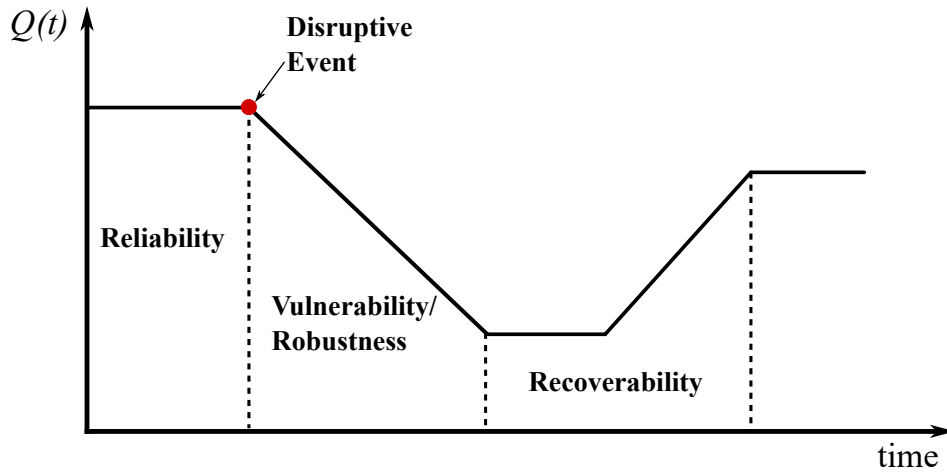 Q(t)
Disruptive
Event
Reliability
Vulnerability/
Robustness
Recoverability
time